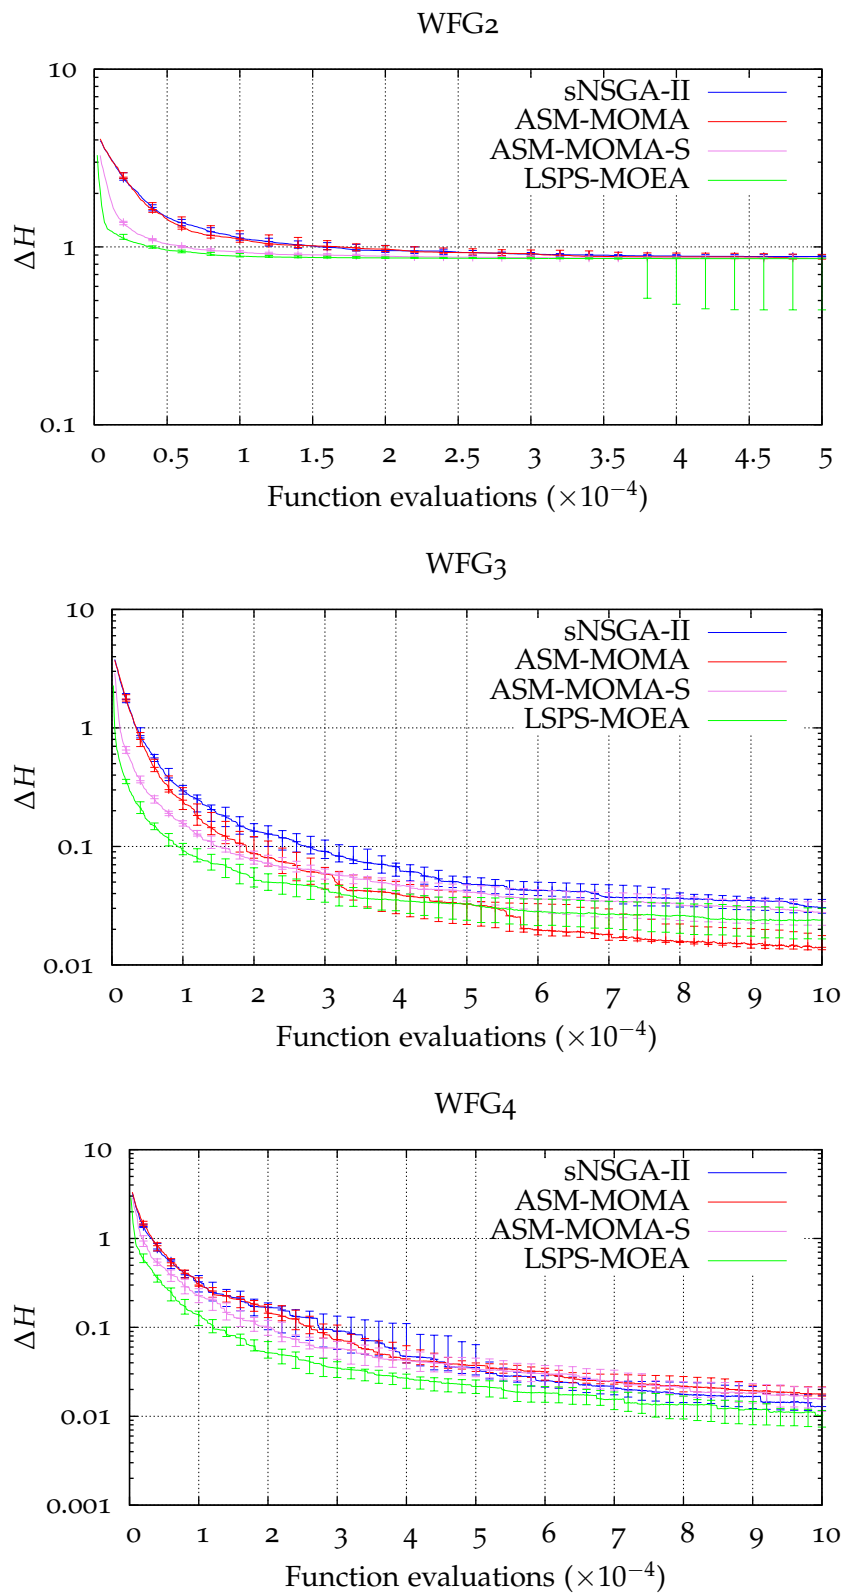 WFG2
10
1
0.1
ΔH
sNSGA-II
ASM-MOMA
ASM-MOMA-S
LSPS-MOEA
0 0.5 1 1.5 2 2.5 3 3.5 4 4.5 5
Function evaluations (×10⁻⁴)
WFG3
10
1
0.1
0.01
ΔH
sNSGA-II
ASM-MOMA
ASM-MOMA-S
LSPS-MOEA
0 1 2 3 4 5 6 7 8 9 10
Function evaluations (×10⁻⁴)
WFG4
10
1
0.1
0.01
0.001
ΔH
sNSGA-II
ASM-MOMA
ASM-MOMA-S
LSPS-MOEA
0 1 2 3 4 5 6 7 8 9 10
Function evaluations (×10⁻⁴)